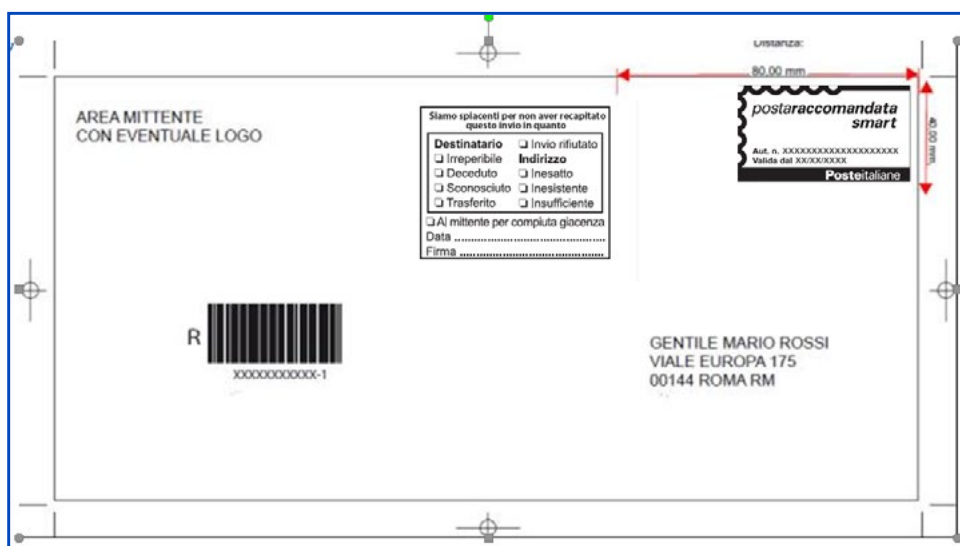 Distanza:
80.00 mm
AREA MITTENTE
CON EVENTUALE LOGO
Siamo spiacenti per non aver recapitato
questo invio in quanto
Destinatario ❑ Invio rifiutato
❑ Irreperibile Indirizzo
❑ Deceduto ❑ Inesatto
❑ Sconosciuto ❑ Inesistente
❑ Trasferito ❑ Insufficiente
❑ Al mittente per compiuta giacenza
Data ..........................................
Firma ........................................
postaraccomandata
smart
Aut. n. XXXXXXXXXXXXXXXXXXXX
Valida dal XX/XX/XXXX
Posteitaliane
40.00 mm.
R
XXXXXXXXXXX-1
GENTILE MARIO ROSSI
VIALE EUROPA 175
00144 ROMA RM